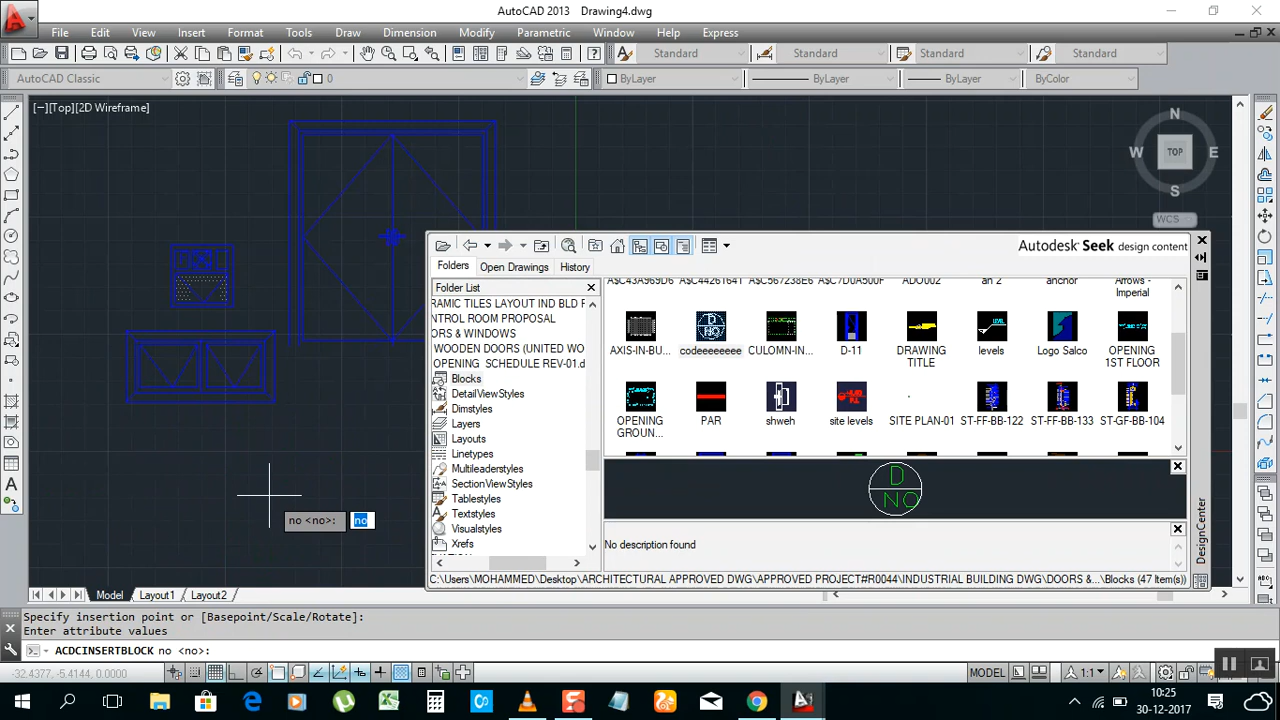 AutoCAD 2013 Drawing4.dwg
File Edit View Insert Format Tools Draw Dimension Modify Parametric Window Help Express
Standard Standard Standard Standard
AutoCAD Classic 0 ByLayer ByLayer ByLayer ByColor
[−][Top][2D Wireframe]
N
W TOP E
S
WCS
Autodesk Seek design content
Folders Open Drawings History
Folder List
RAMIC TILES LAYOUT IND BLD F
NTROL ROOM PROPOSAL
ORS & WINDOWS
WOODEN DOORS (UNITED WO
OPENING SCHEDULE REV-01.d
Blocks
DetailViewStyles
Dimstyles
Layers
Layouts
Linetypes
Multileaderstyles
SectionViewStyles
Tablestyles
Textstyles
Visualstyles
Xrefs
ADO002 an 2 anchor Arrows - Imperial
AXIS-IN-BU... codeeeeeeee CULOMN-IN... D-11 DRAWING TITLE levels Logo Salco OPENING 1ST FLOOR
OPENING GROUN... PAR shweh site levels SITE PLAN-01 ST-FF-BB-122 ST-FF-BB-133 ST-GF-BB-104
D
NO
No description found
C:\Users\MOHAMMED\Desktop\ARCHITECTURAL APPROVED DWG\APPROVED PROJECT#R0044\INDUSTRIAL BUILDING DWG\DOORS &...\Blocks (47 Item(s))
DesignCenter
no <no>: no
Model Layout1 Layout2
Specify insertion point or [Basepoint/Scale/Rotate]:
Enter attribute values
ACDCINSERTBLOCK no <no>:
-32.4377, -5.4144, 0.0000 MODEL 1:1
10:25
30-12-2017